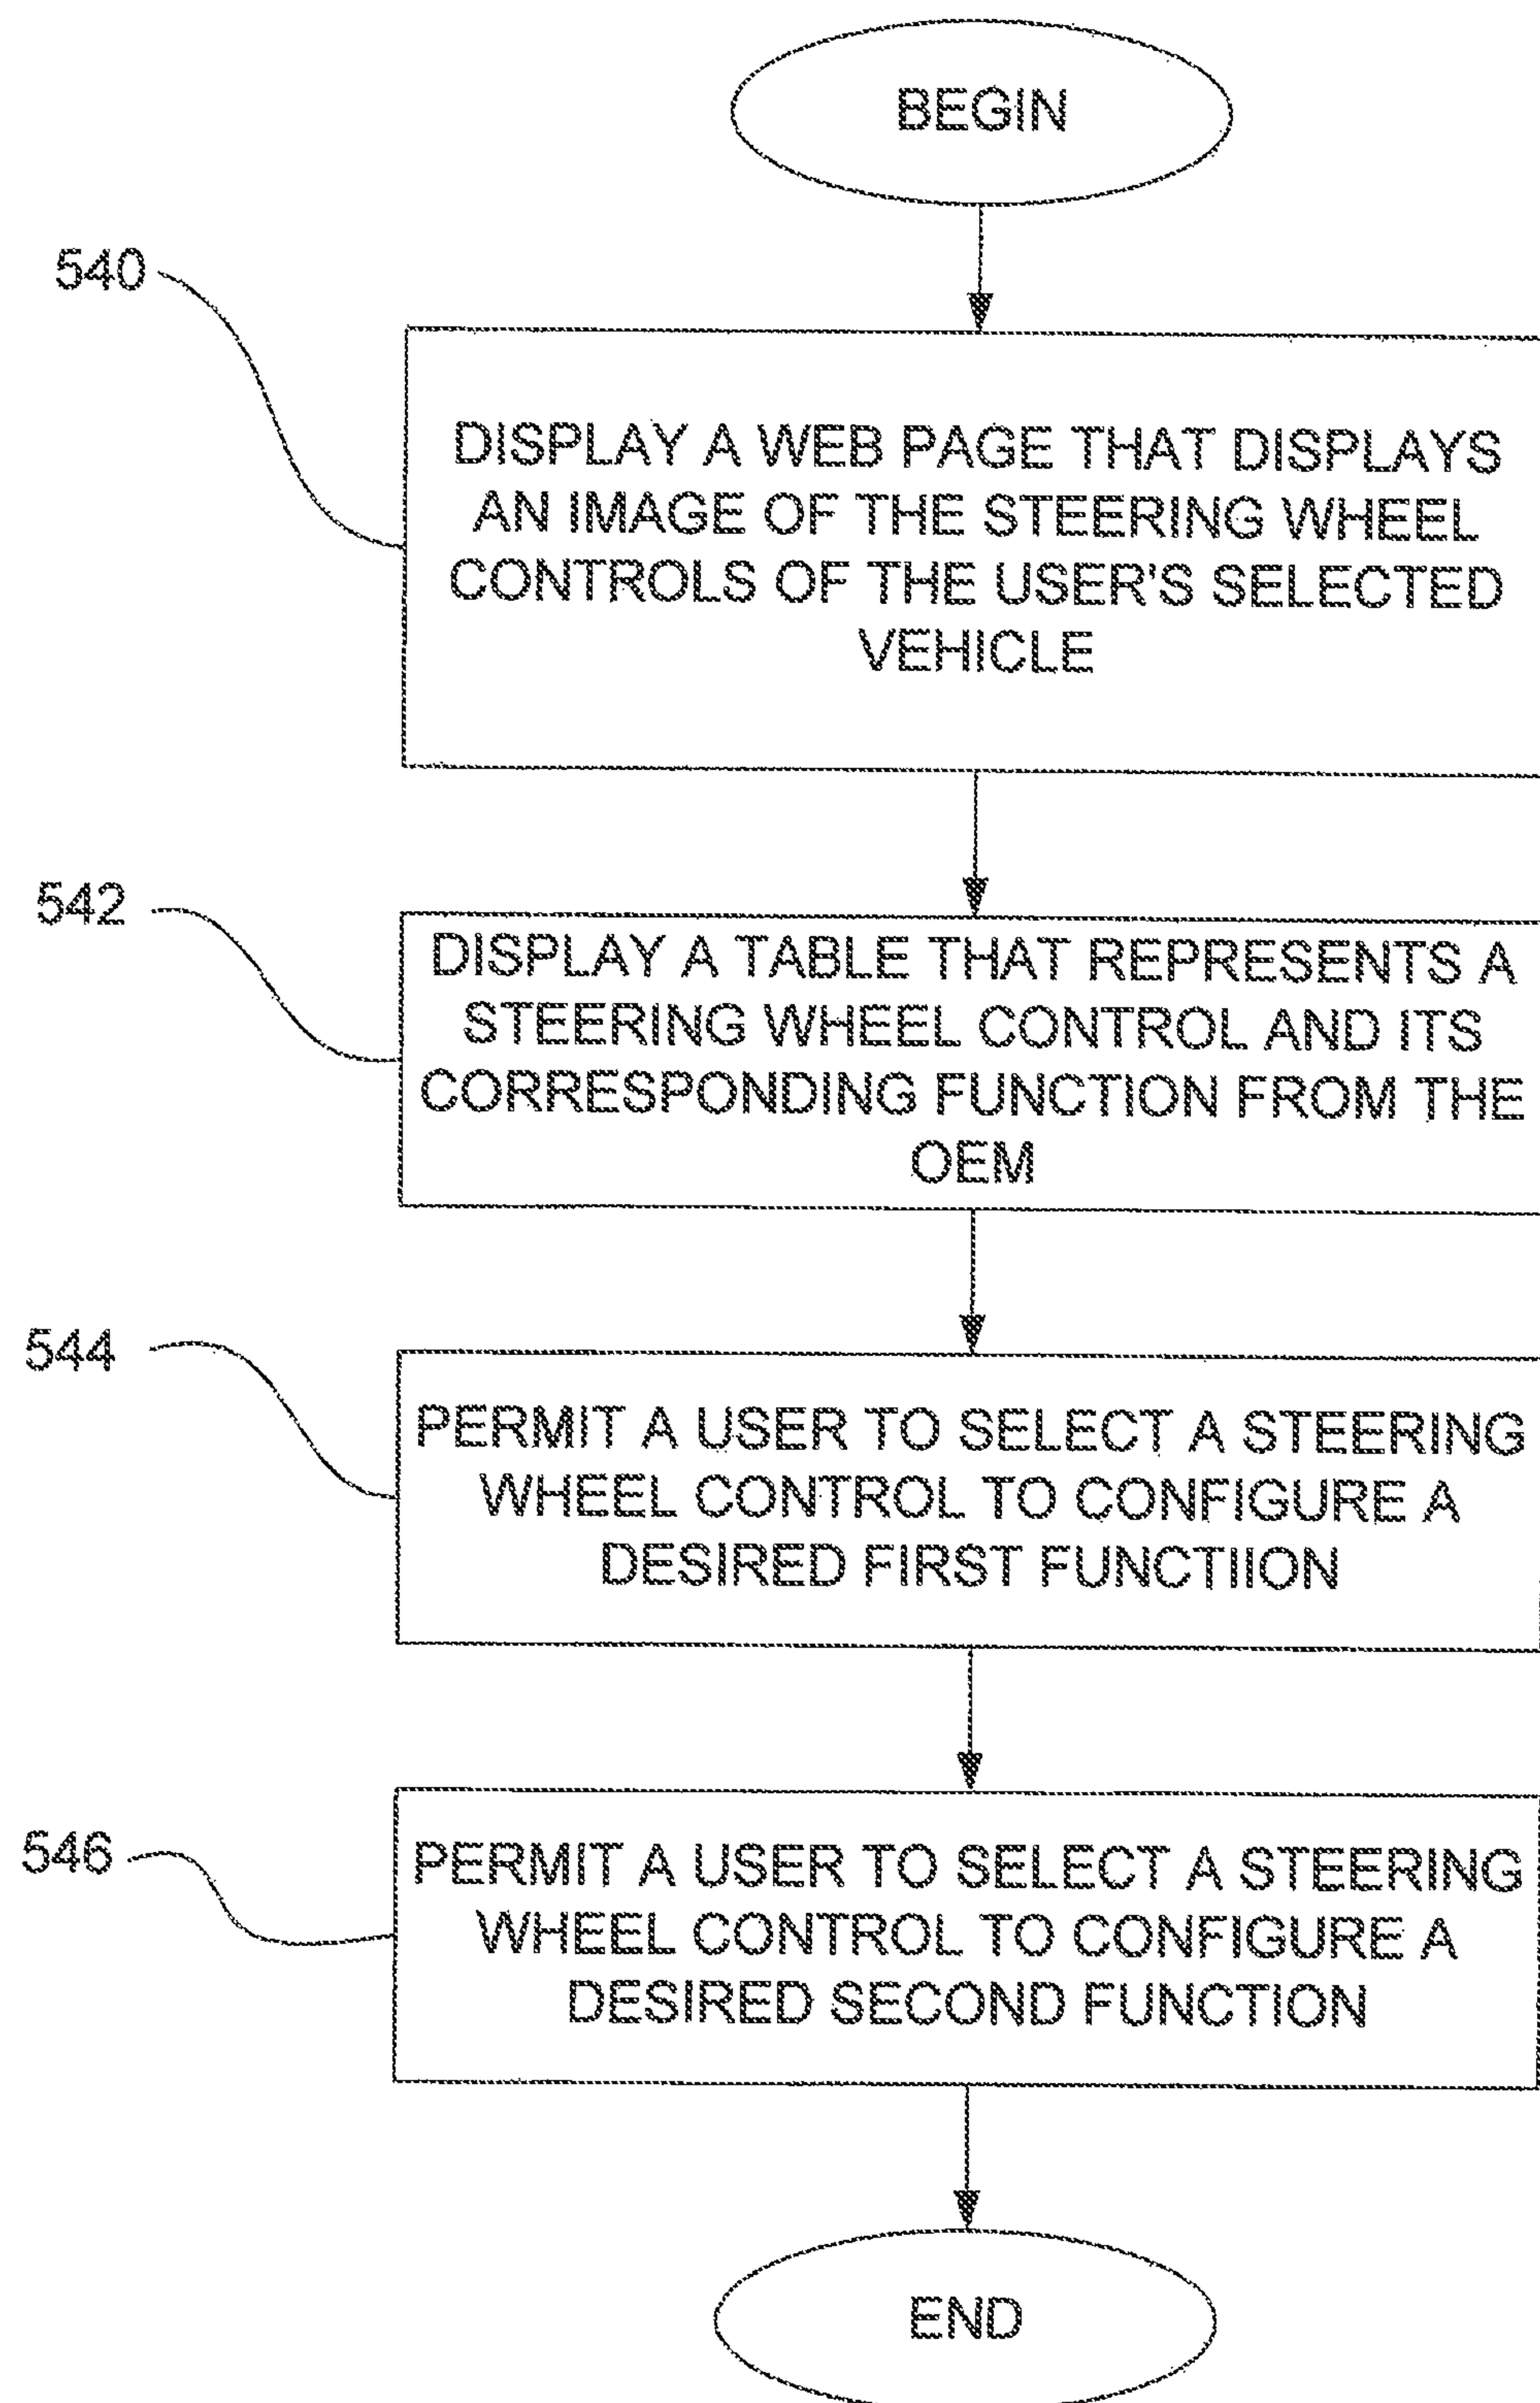 BEGIN
540
DISPLAY A WEB PAGE THAT DISPLAYS
AN IMAGE OF THE STEERING WHEEL
CONTROLS OF THE USER'S SELECTED
VEHICLE
542
DISPLAY A TABLE THAT REPRESENTS A
STEERING WHEEL CONTROL AND ITS
CORRESPONDING FUNCTION FROM THE
OEM
544
PERMIT A USER TO SELECT A STEERING
WHEEL CONTROL TO CONFIGURE A
DESIRED FIRST FUNCTIION
546
PERMIT A USER TO SELECT A STEERING
WHEEL CONTROL TO CONFIGURE A
DESIRED SECOND FUNCTION
END